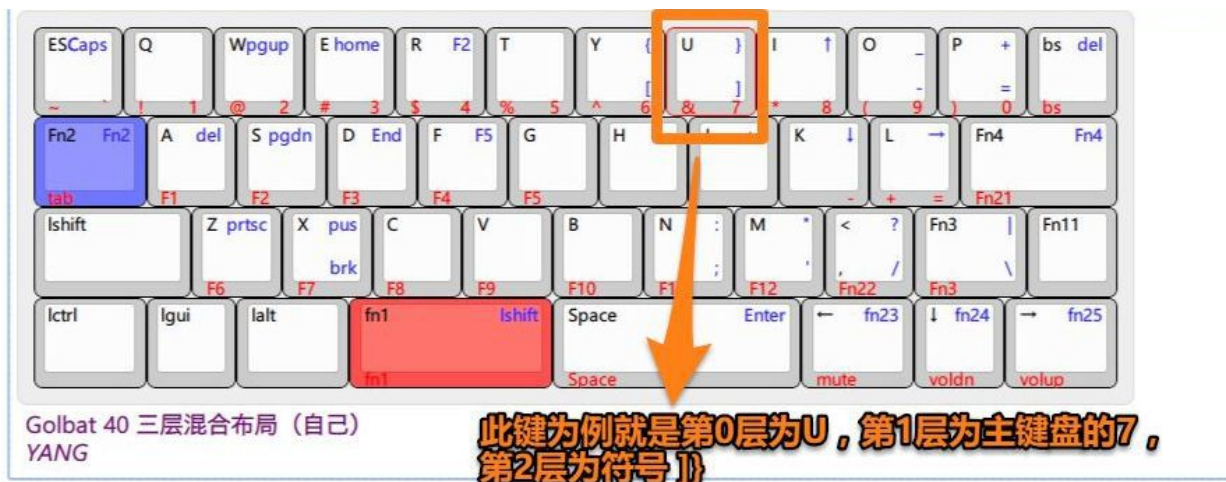 ESCaps Q Wpgup E home R F2 T Y { U } I ↑ O _ P + bs del
[ ] - =
~ ` ! 1 @ 2 # 3 $ 4 % 5 ^ 6 & 7 * 8 ( 9 ) 0 bs
Fn2 Fn2 A del S pgdn D End F F5 G H K ↓ L → Fn4 Fn4
tab F1 F2 F3 F4 F5 - + = Fn21
lshift Z prtsc X pus C V B N : M " < ? Fn3 | Fn11
brk ; ' , / \
F6 F7 F8 F9 F10 F12 Fn22 Fn3
lctrl lgui lalt fn1 lshift Space Enter ← fn23 ↓ fn24 → fn25
fn1 Space mute voldn volup
Golbat 40 三层混合布局（自己）
YANG
此键为例就是第0层为U，第1层为主键盘的7，
第2层为符号 ]}